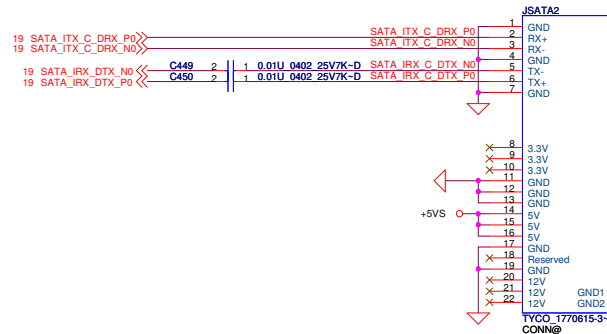 JSATA2
19 SATA_ITX_C_DRX_P0 SATA_ITX_C_DRX_P0 1 GND
19 SATA_ITX_C_DRX_N0 SATA_ITX_C_DRX_N0 2 RX+
3 RX-
4 GND
19 SATA_IRX_DTX_N0 C449 2 1 0.01U_0402_25V7K~D SATA_IRX_C_DTX_N0 5 TX-
19 SATA_IRX_DTX_P0 C450 2 1 0.01U_0402_25V7K~D SATA_IRX_C_DTX_P0 6 TX+
7 GND
8 3.3V
9 3.3V
10 3.3V
11 GND
12 GND
13 GND
+5VS 14 5V
15 5V
16 5V
17 GND
18 Reserved
19 GND
20 12V
21 12V GND1
22 12V GND2
TYCO_1770615-3~
CONN@